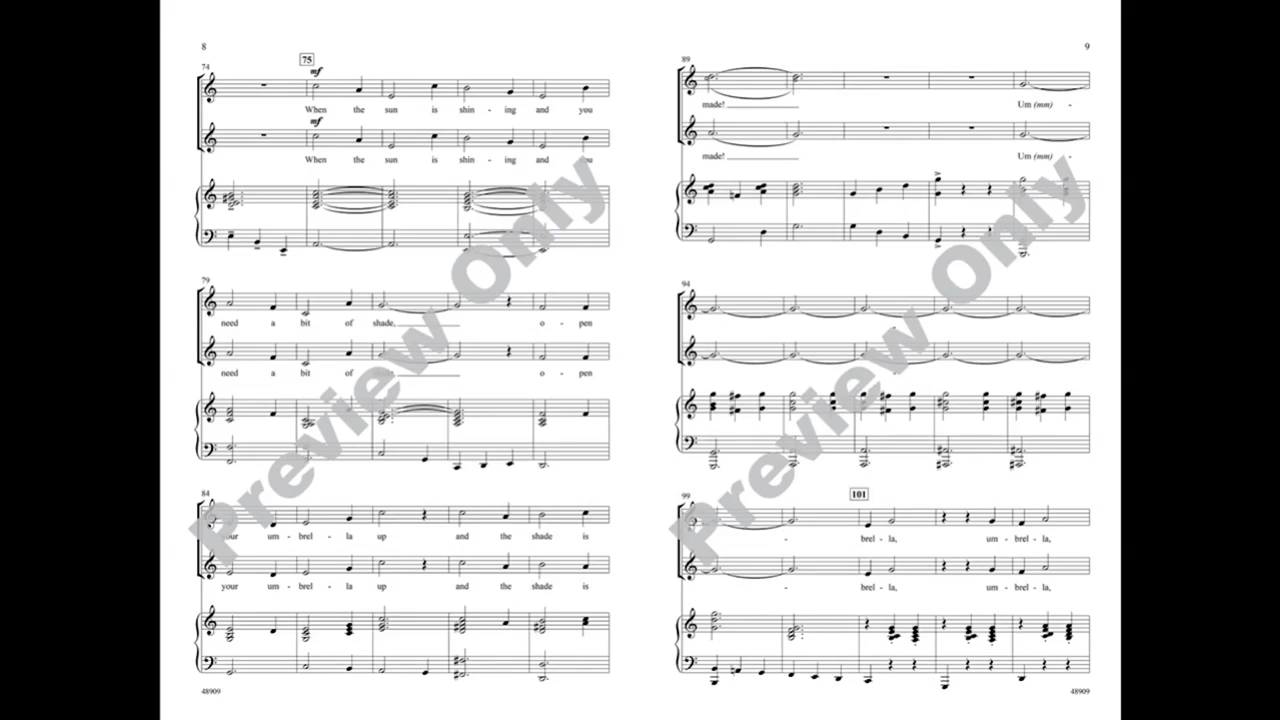 8
74
75
mf
When the sun is shin - ing and you
mf
When the sun is shin - ing and you
79
need a bit of shade, o - pen
need a bit of o - pen
84
your um - brel - la up and the shade is
your um - brel - la up and the shade is
48909
Preview Only
9
89
made! Um (mm) -
made! Um (mm) -
94
99
101
- brel - la, um - brel - la,
- brel - la, um - brel - la,
48909
Preview Only